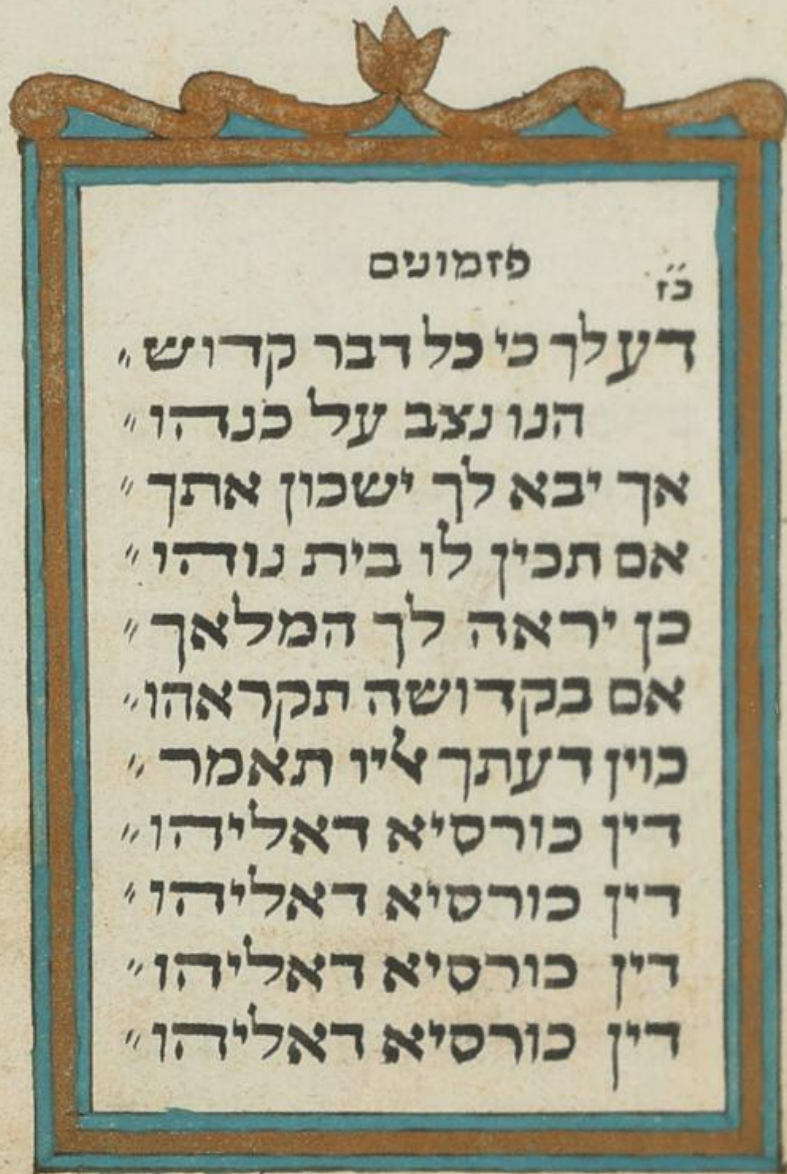 פזמונים
כ״ז
דע לך כי כל דבר קדוש״
הנו נצב על כנהו״
אך יבא לך ישכון אתך״
אם תכין לו בית נוהו״
כן יראה לך המלאך״
אם בקדושה תקראהו״
כוין דעתך אליו תאמר״
דין כורסיא דאליהו״
דין כורסיא דאליהו״
דין כורסיא דאליהו״
דין כורסיא דאליהו״